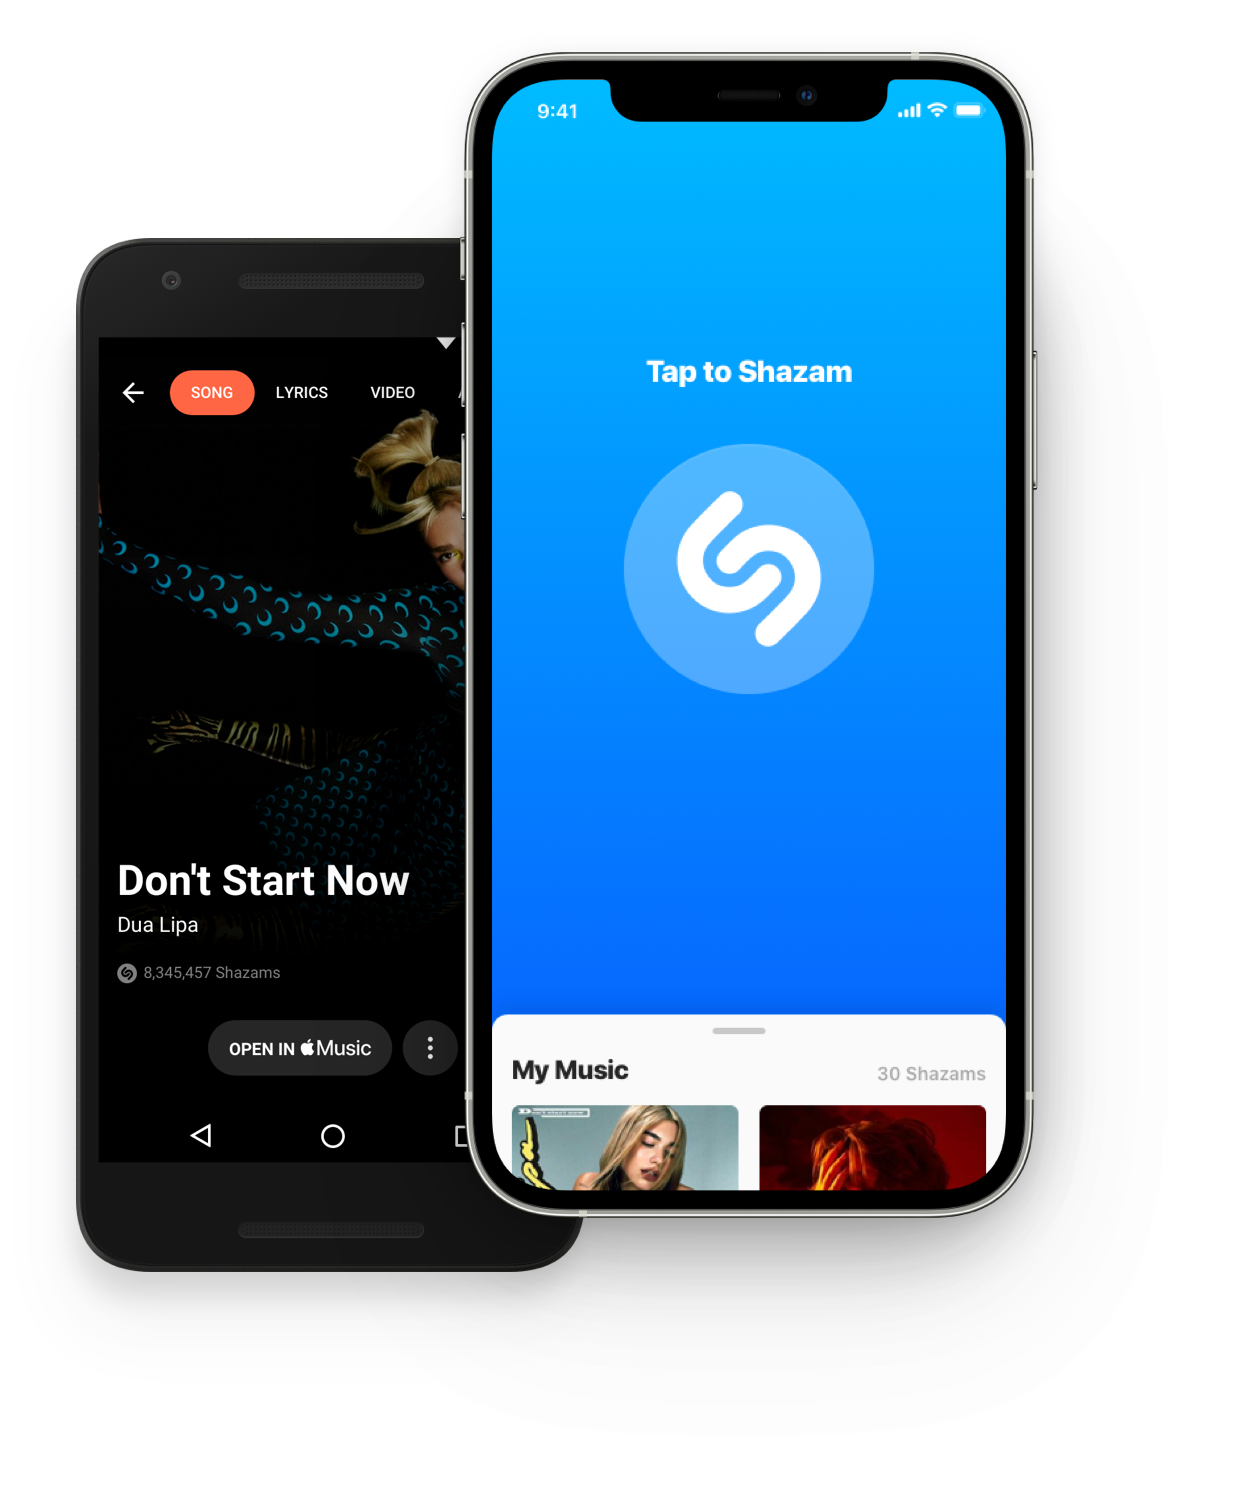 9:41
Tap to Shazam
My Music
30 Shazams
SONG
LYRICS
VIDEO
Don't Start Now
Dua Lipa
8,345,457 Shazams
OPEN IN Music